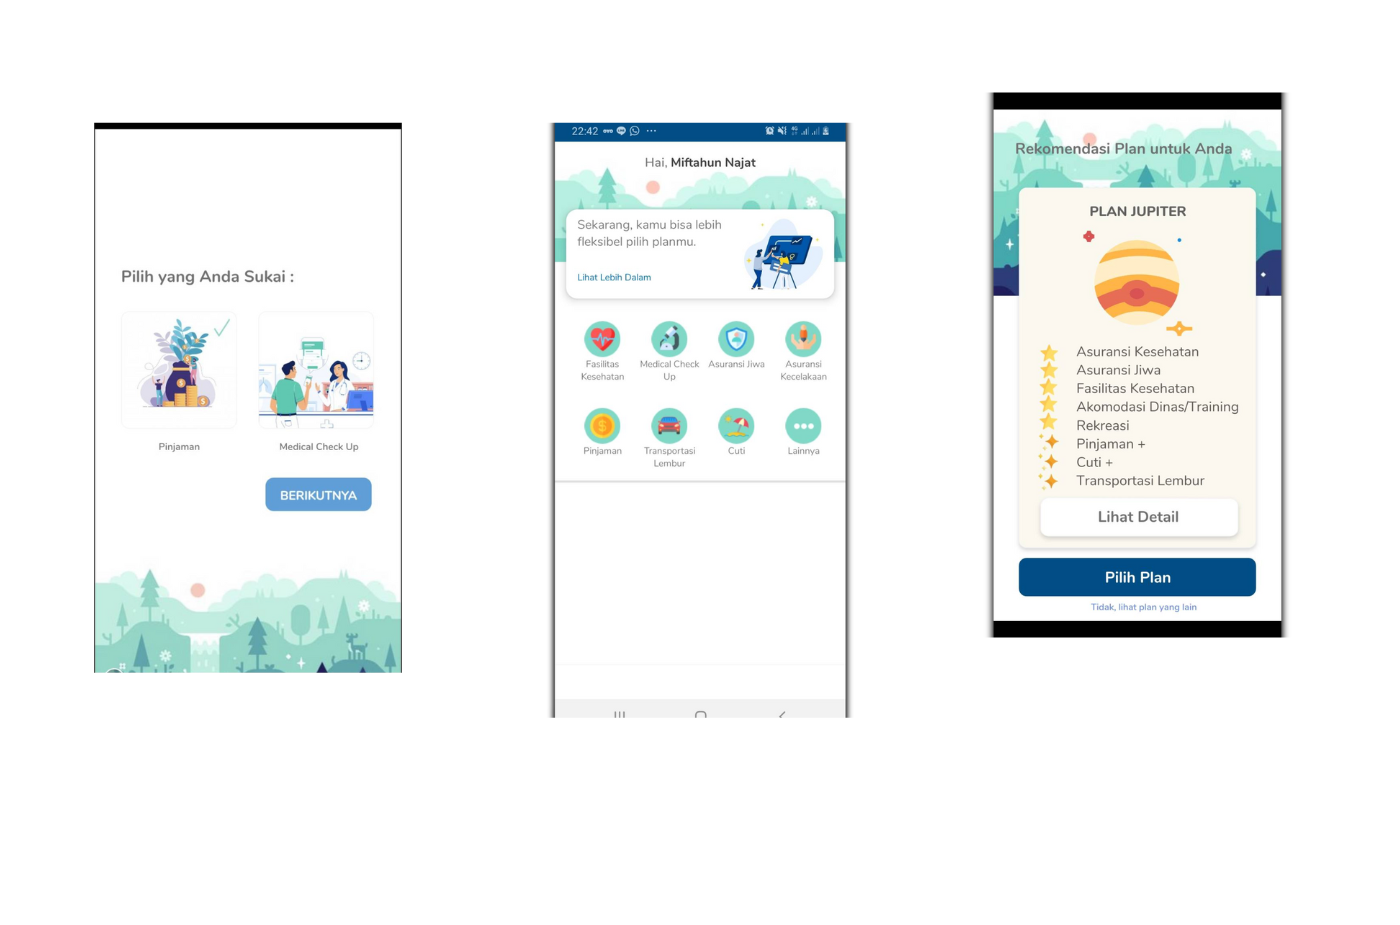 Pilih yang Anda Sukai :
Pinjaman
Medical Check Up
BERIKUTNYA
22:42
Hai, Miftahun Najat
Sekarang, kamu bisa lebih
fleksibel pilih planmu.
Lihat Lebih Dalam
Fasilitas
Kesehatan
Medical Check
Up
Asuransi Jiwa
Asuransi
Kecelakaan
Pinjaman
Transportasi
Lembur
Cuti
Lainnya
Rekomendasi Plan untuk Anda
PLAN JUPITER
Asuransi Kesehatan
Asuransi Jiwa
Fasilitas Kesehatan
Akomodasi Dinas/Training
Rekreasi
Pinjaman +
Cuti +
Transportasi Lembur
Lihat Detail
Pilih Plan
Tidak, lihat plan yang lain